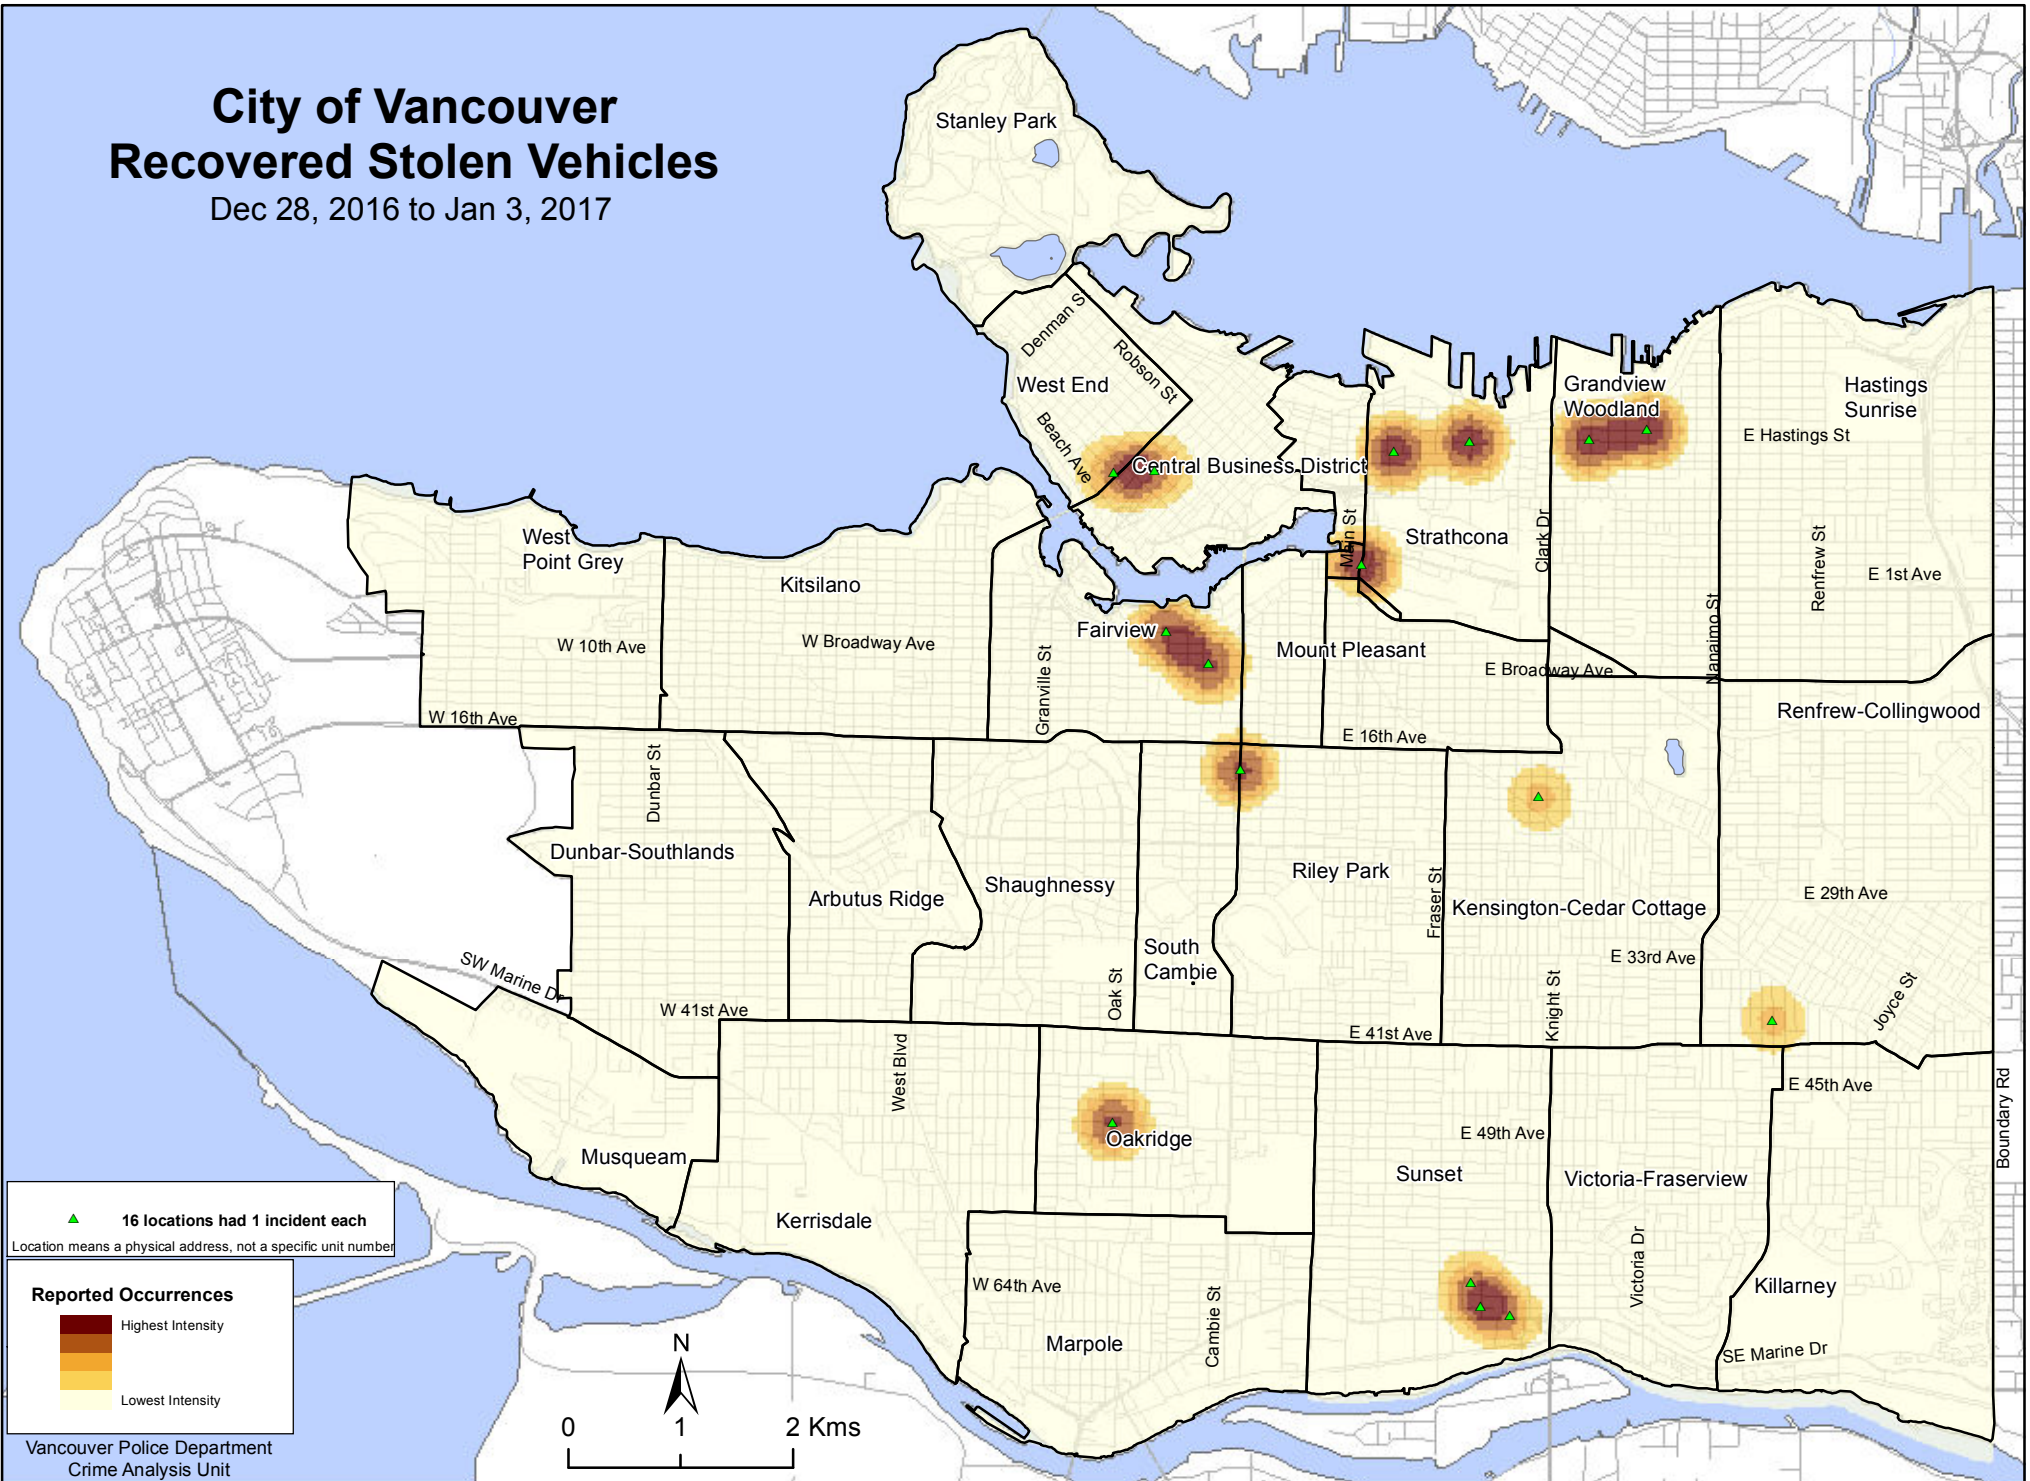 City of Vancouver
Recovered Stolen Vehicles
Dec 28, 2016 to Jan 3, 2017
Stanley Park
Denman S
Robson St
West End
Beach Ave
Central Business District
Grandview
Woodland
Hastings
Sunrise
E Hastings St
Main St
Strathcona
Clark Dr
Renfrew St
E 1st Ave
Nanaimo St
West
Point Grey
Kitsilano
W 10th Ave
W Broadway Ave
Fairview
Granville St
Mount Pleasant
E Broadway Ave
W 16th Ave
E 16th Ave
Renfrew-Collingwood
Dunbar St
Dunbar-Southlands
Arbutus Ridge
Shaughnessy
Riley Park
Fraser St
Kensington-Cedar Cottage
E 29th Ave
South
Cambie
E 33rd Ave
SW Marine Dr
W 41st Ave
Oak St
E 41st Ave
Knight St
Joyce St
West Blvd
E 45th Ave
Boundary Rd
Oakridge
E 49th Ave
Musqueam
Sunset
Victoria-Fraserview
Kerrisdale
W 64th Ave
Cambie St
Victoria Dr
Killarney
Marpole
SE Marine Dr
16 locations had 1 incident each
Location means a physical address, not a specific unit number
Reported Occurrences
Highest Intensity
Lowest Intensity
N
0 1 2 Kms
Vancouver Police Department
Crime Analysis Unit